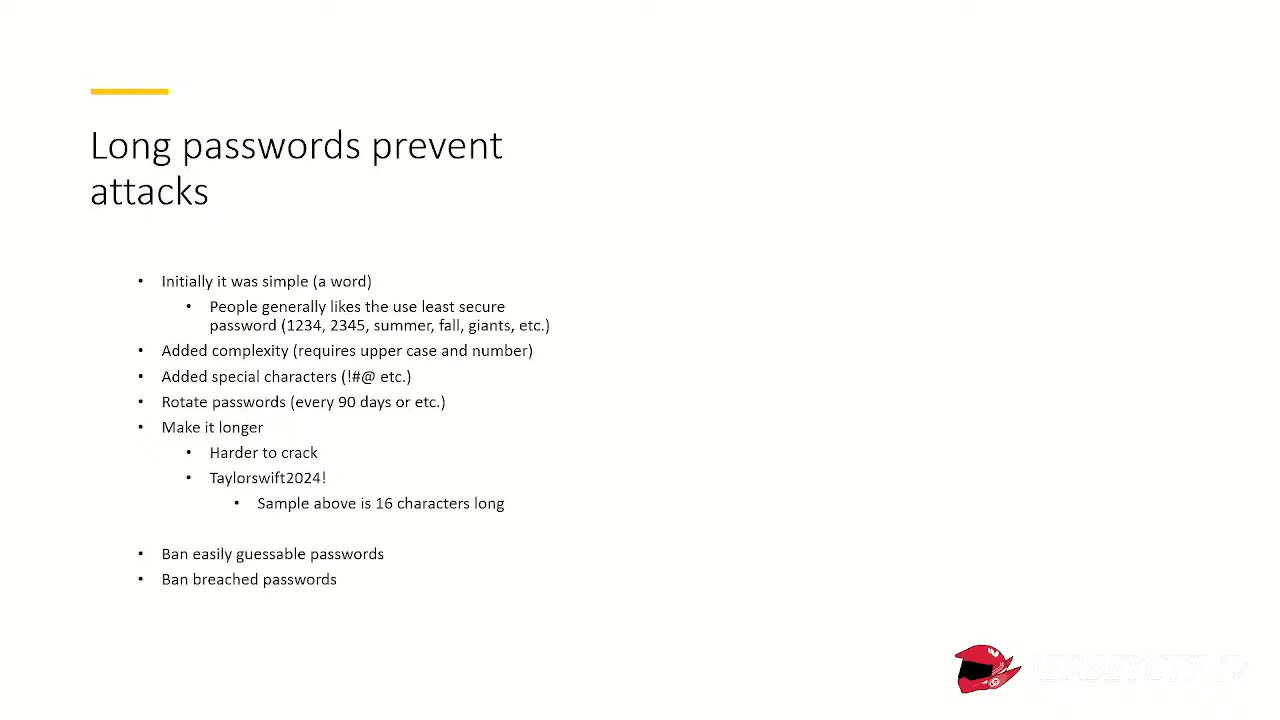 Long passwords prevent
attacks
• Initially it was simple (a word)
• People generally likes the use least secure
password (1234, 2345, summer, fall, giants, etc.)
• Added complexity (requires upper case and number)
• Added special characters (!#@ etc.)
• Rotate passwords (every 90 days or etc.)
• Make it longer
• Harder to crack
• Taylorswift2024!
• Sample above is 16 characters long
• Ban easily guessable passwords
• Ban breached passwords